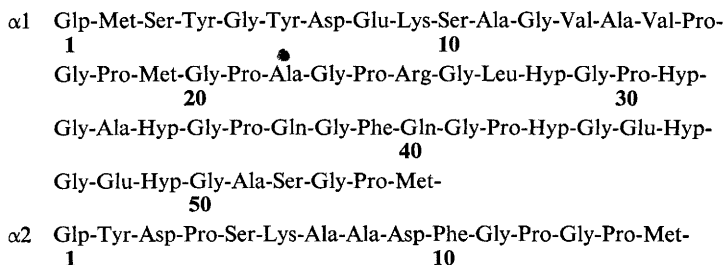 α1 Glp-Met-Ser-Tyr-Gly-Tyr-Asp-Glu-Lys-Ser-Ala-Gly-Val-Ala-Val-Pro-
1 10
Gly-Pro-Met-Gly-Pro-Ala-Gly-Pro-Arg-Gly-Leu-Hyp-Gly-Pro-Hyp-
20 30
Gly-Ala-Hyp-Gly-Pro-Gln-Gly-Phe-Gln-Gly-Pro-Hyp-Gly-Glu-Hyp-
40
Gly-Glu-Hyp-Gly-Ala-Ser-Gly-Pro-Met-
50
α2 Glp-Tyr-Asp-Pro-Ser-Lys-Ala-Ala-Asp-Phe-Gly-Pro-Gly-Pro-Met-
1 10